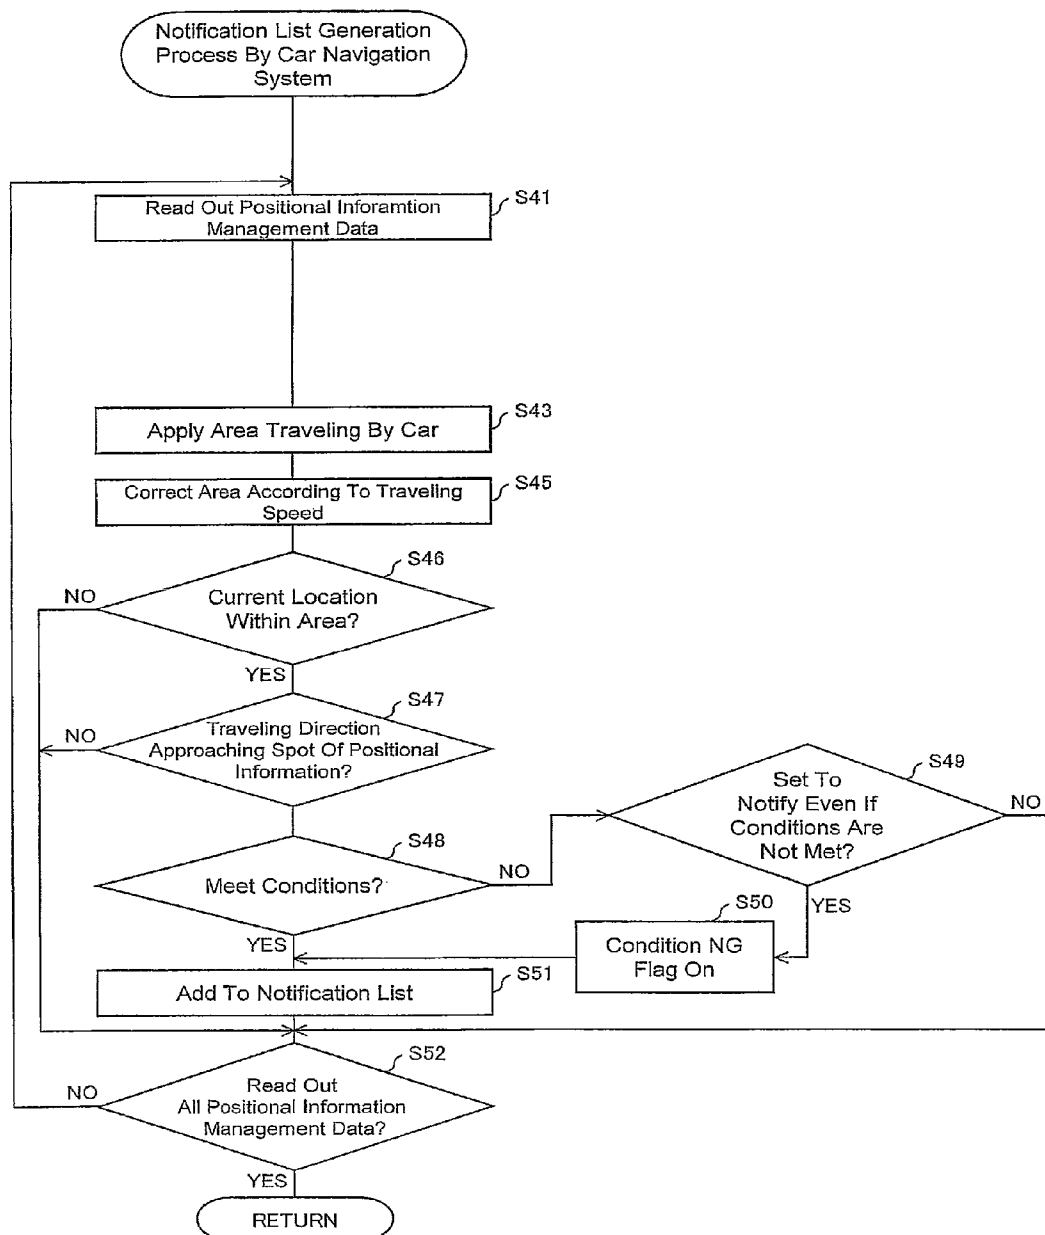 Notification List Generation
Process By Car Navigation
System
S41
Read Out Positional Inforamtion
Management Data
S43
Apply Area Traveling By Car
S45
Correct Area According To Traveling
Speed
S46
NO
Current Location
Within Area?
YES
S47
NO
Traveling Direction
Approaching Spot Of Positional
Information?
S49
Set To
Notify Even If
Conditions Are
Not Met?
NO
S48
Meet Conditions?
NO
YES
S50
YES
Condition NG
Flag On
S51
Add To Notification List
S52
NO
Read Out
All Positional Information
Management Data?
YES
RETURN